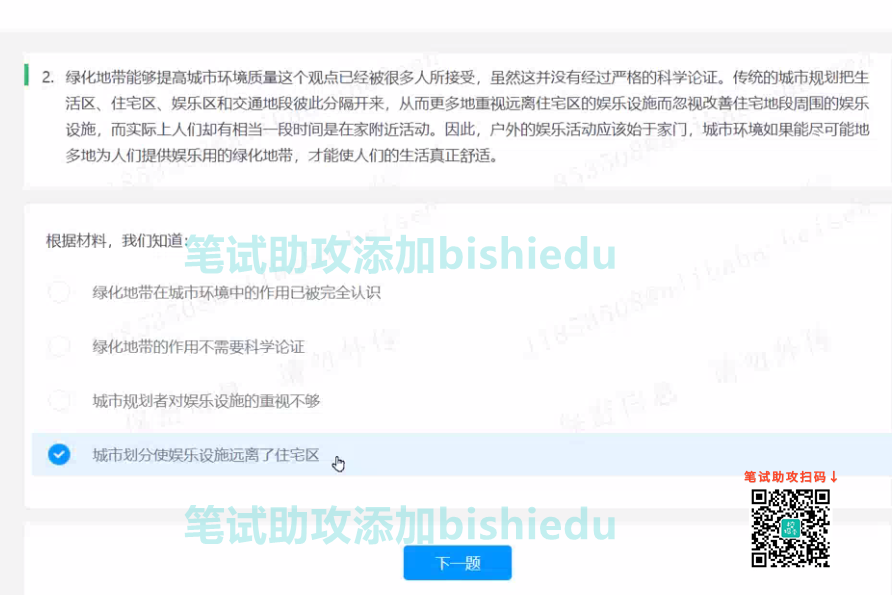 2. 绿化地带能够提高城市环境质量这个观点已经被很多人所接受，虽然这并没有经过严格的科学论证。传统的城市规划把生
活区、住宅区、娱乐区和交通地段彼此分隔开来，从而更多地重视远离住宅区的娱乐设施而忽视改善住宅地段周围的娱乐
设施，而实际上人们却有相当一段时间是在家附近活动。因此，户外的娱乐活动应该始于家门，城市环境如果能尽可能地
多地为人们提供娱乐用的绿化地带，才能使人们的生活真正舒适。
根据材料，我们知道：
笔试助攻添加bishiedu
绿化地带在城市环境中的作用已被完全认识
绿化地带的作用不需要科学论证
请勿外传
请勿外传
城市规划者对娱乐设施的重视不够
城市划分使娱乐设施远离了住宅区
笔试助攻扫码↓
笔试助攻添加bishiedu
下一题